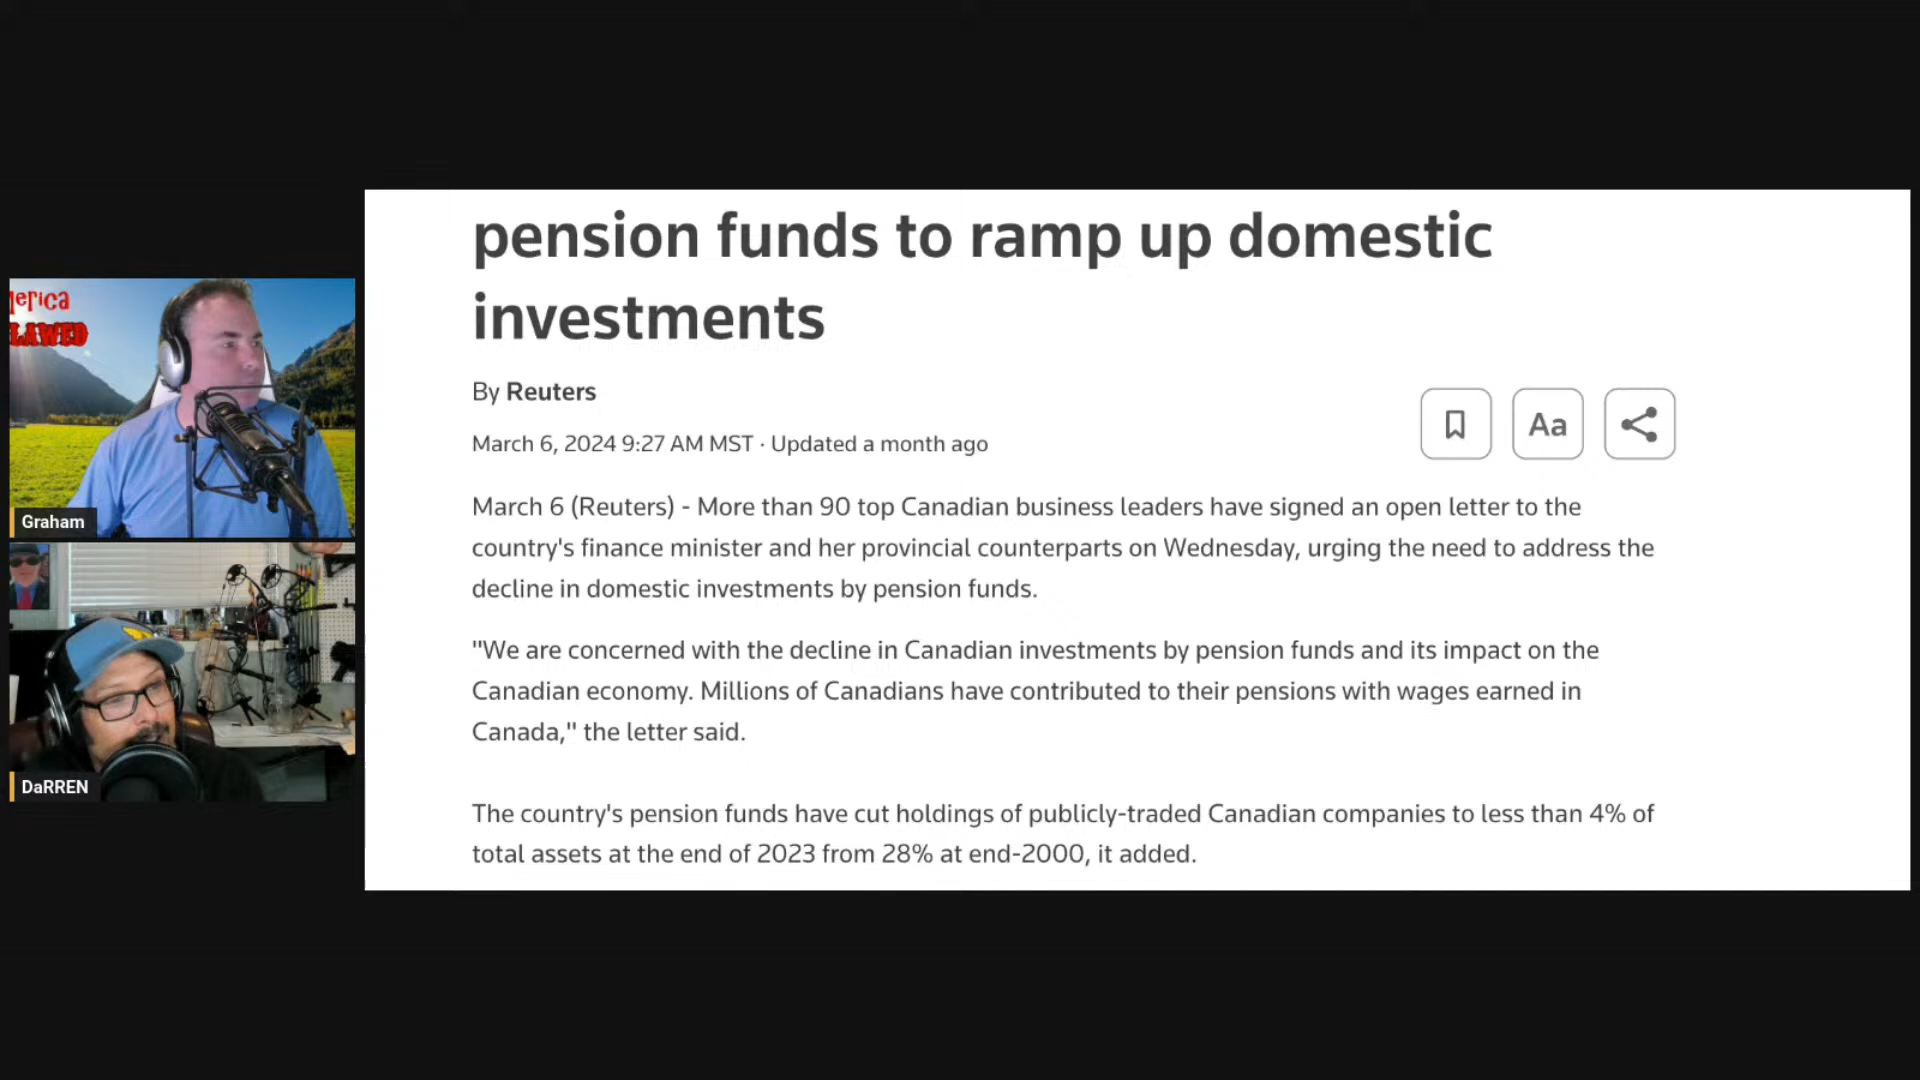 pension funds to ramp up domestic
investments
By Reuters
March 6, 2024 9:27 AM MST · Updated a month ago
Aa
March 6 (Reuters) - More than 90 top Canadian business leaders have signed an open letter to the
country's finance minister and her provincial counterparts on Wednesday, urging the need to address the
decline in domestic investments by pension funds.
"We are concerned with the decline in Canadian investments by pension funds and its impact on the
Canadian economy. Millions of Canadians have contributed to their pensions with wages earned in
Canada," the letter said.
The country's pension funds have cut holdings of publicly-traded Canadian companies to less than 4% of
total assets at the end of 2023 from 28% at end-2000, it added.
Graham
DaRREN